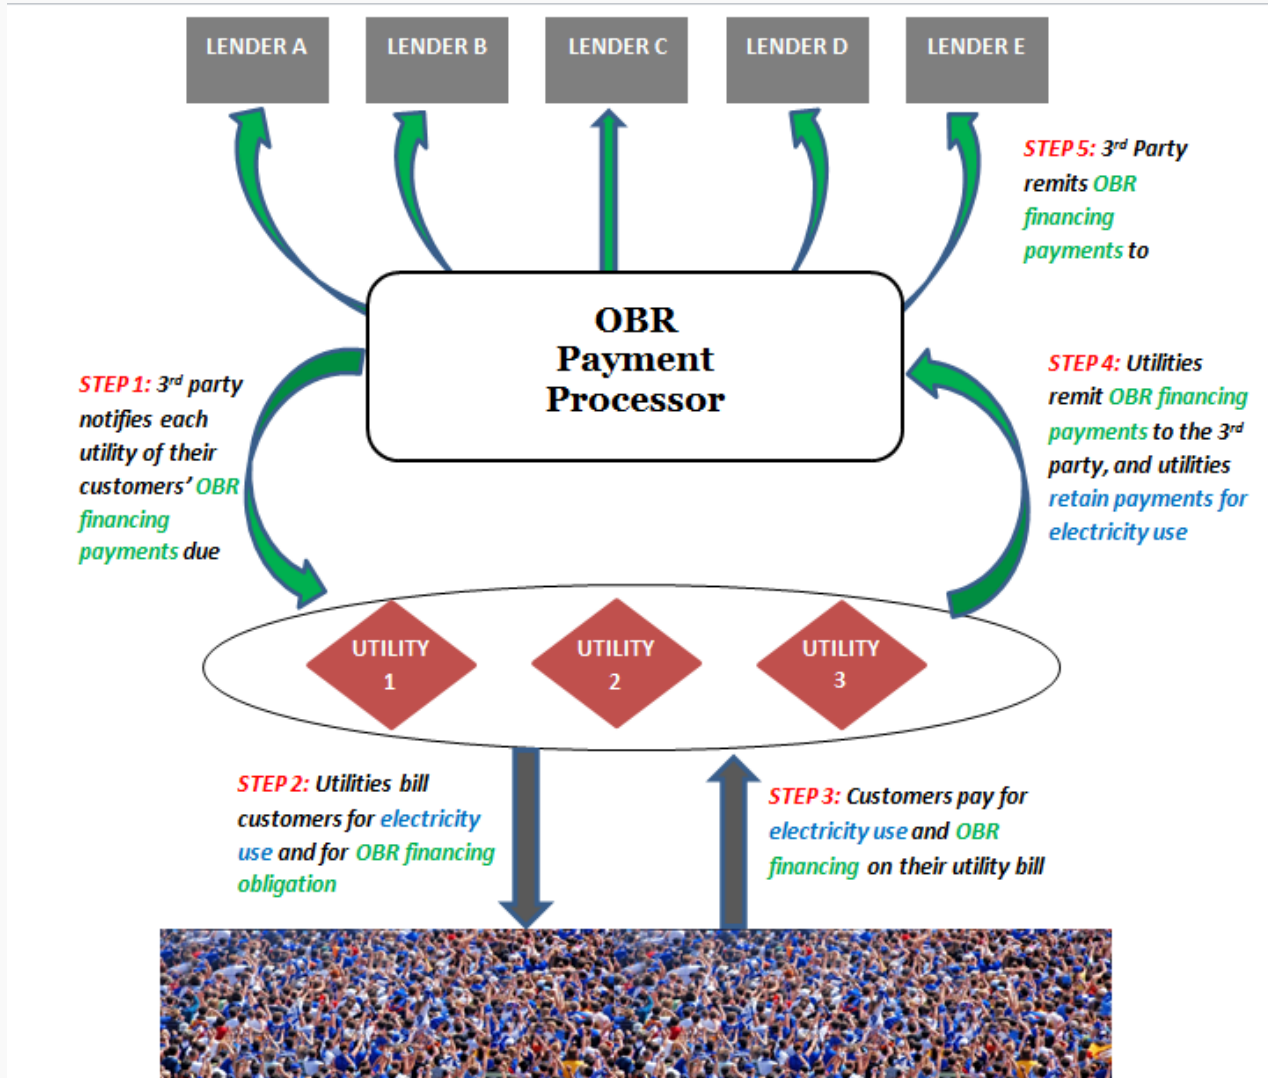 LENDER A
LENDER B
LENDER C
LENDER D
LENDER E
STEP 5: 3rd Party
remits OBR
financing
payments to
OBR
Payment
Processor
STEP 1: 3rd party
notifies each
utility of their
customers’ OBR
financing
payments due
STEP 4: Utilities
remit OBR financing
payments to the 3rd
party, and utilities
retain payments for
electricity use
UTILITY
1
UTILITY
2
UTILITY
3
STEP 2: Utilities bill
customers for electricity
use and for OBR financing
obligation
STEP 3: Customers pay for
electricity use and OBR
financing on their utility bill